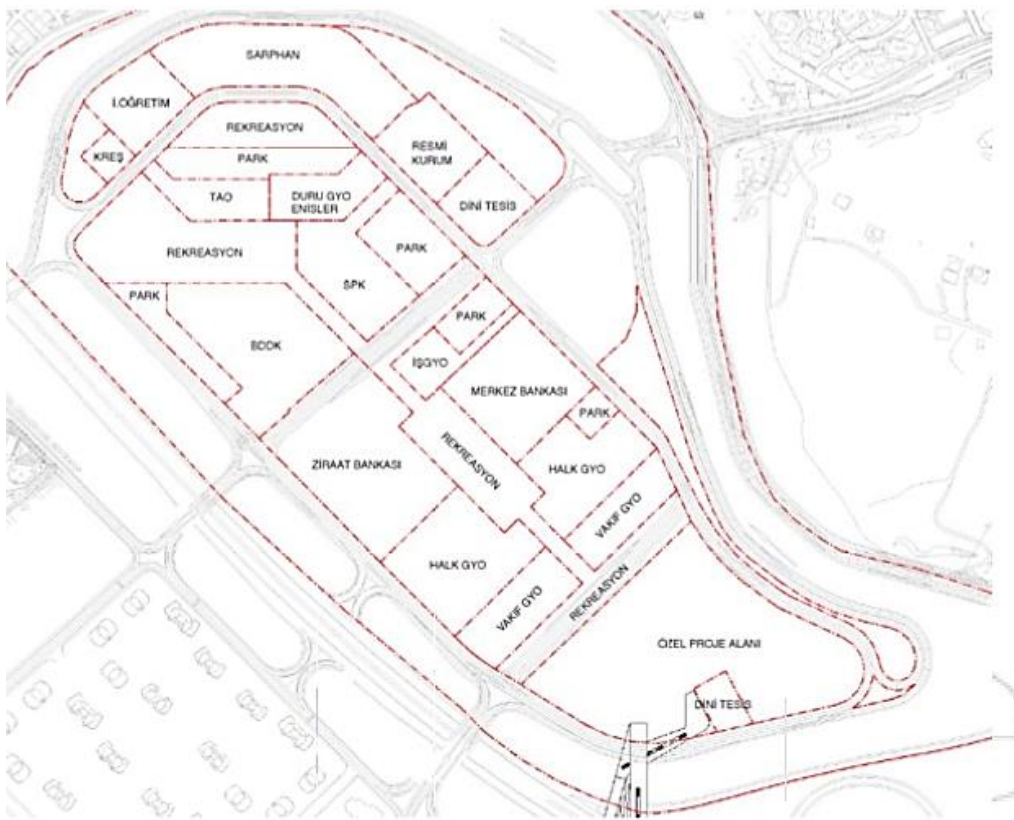 SARPHAN
İ.ÖĞRETİM
REKREASYON
KREŞ
PARK
RESMİ
KURUM
TAO
DURU GYO
ENİSLER
DİNİ TESİS
REKREASYON
PARK
SPK
PARK
BDDK
PARK
İŞGYO
MERKEZ BANKASI
PARK
ZİRAAT BANKASI
REKREASYON
HALK GYO
VAKIF GYO
HALK GYO
VAKIF GYO
REKREASYON
ÖZEL PROJE ALANI
DİNİ TESİS